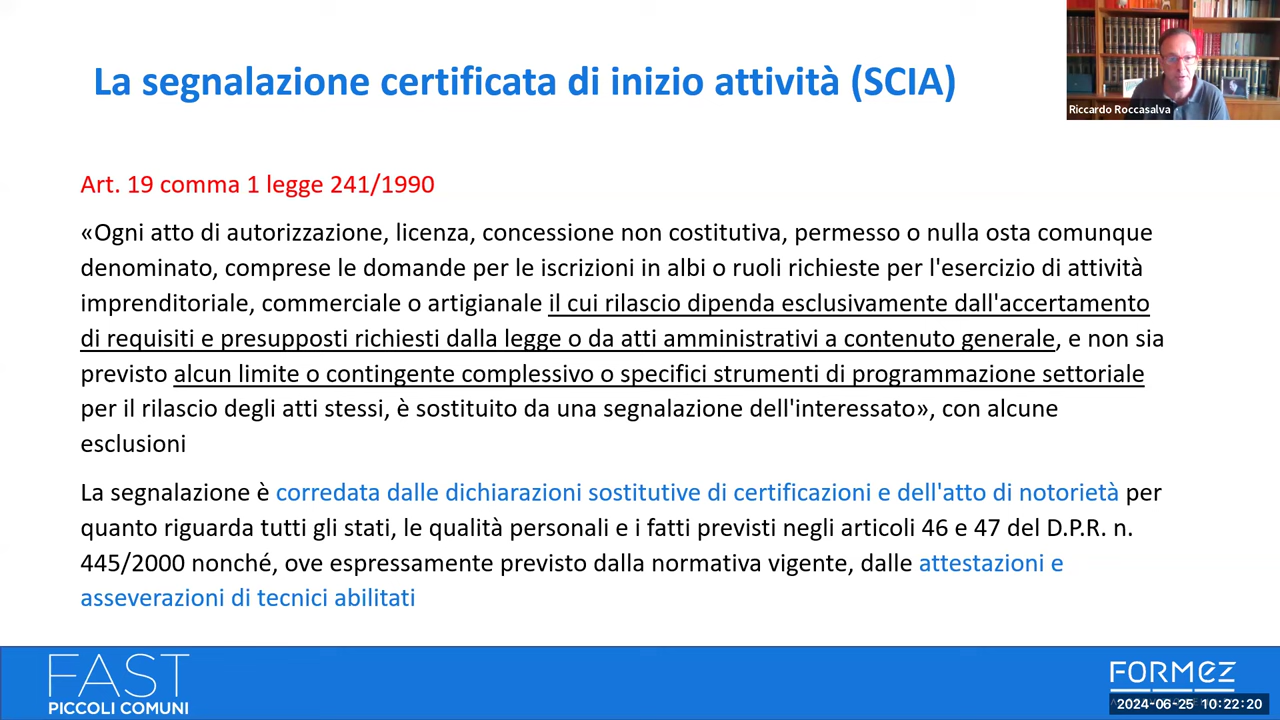 La segnalazione certificata di inizio attività (SCIA)
Riccardo Roccasalva
Art. 19 comma 1 legge 241/1990
«Ogni atto di autorizzazione, licenza, concessione non costitutiva, permesso o nulla osta comunque
denominato, comprese le domande per le iscrizioni in albi o ruoli richieste per l'esercizio di attività
imprenditoriale, commerciale o artigianale il cui rilascio dipenda esclusivamente dall'accertamento
di requisiti e presupposti richiesti dalla legge o da atti amministrativi a contenuto generale, e non sia
previsto alcun limite o contingente complessivo o specifici strumenti di programmazione settoriale
per il rilascio degli atti stessi, è sostituito da una segnalazione dell'interessato», con alcune
esclusioni
La segnalazione è corredata dalle dichiarazioni sostitutive di certificazioni e dell'atto di notorietà per
quanto riguarda tutti gli stati, le qualità personali e i fatti previsti negli articoli 46 e 47 del D.P.R. n.
445/2000 nonché, ove espressamente previsto dalla normativa vigente, dalle attestazioni e
asseverazioni di tecnici abilitati
FAST
PICCOLI COMUNI
FORMEZ
2024-06-25 10:22:20